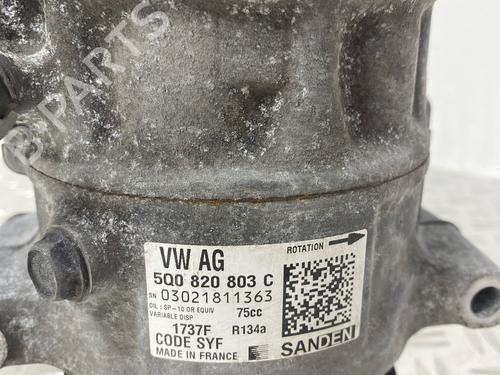 B-PARTS
VW AG
ROTATION
5Q0 820 803 C
SN 03021811363
OIL : SP-10 OR EQUIV 75cc
VARIABLE DISP
1737F R134a
CODE SYF
MADE IN FRANCE SANDEN